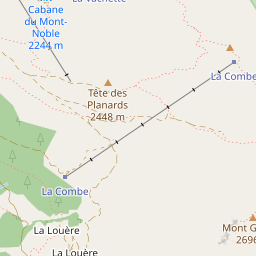 La Vachette
Cabane
du Mont-
Noble
2244 m
La Combe
Tête des
Planards
2448 m
La Combe
La Louère
La Louère
Mont G
2696